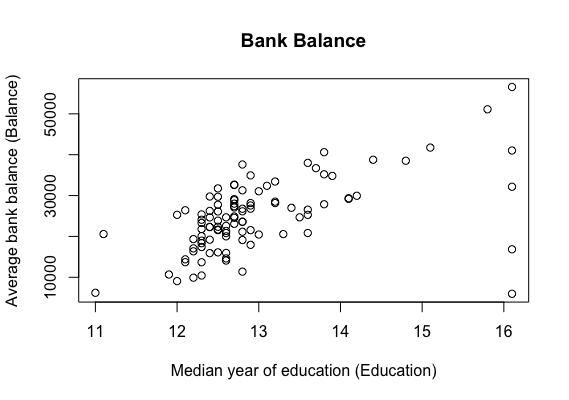 Bank Balance
Average bank balance (Balance)
50000
30000
10000
11 12 13 14 15 16
Median year of education (Education)